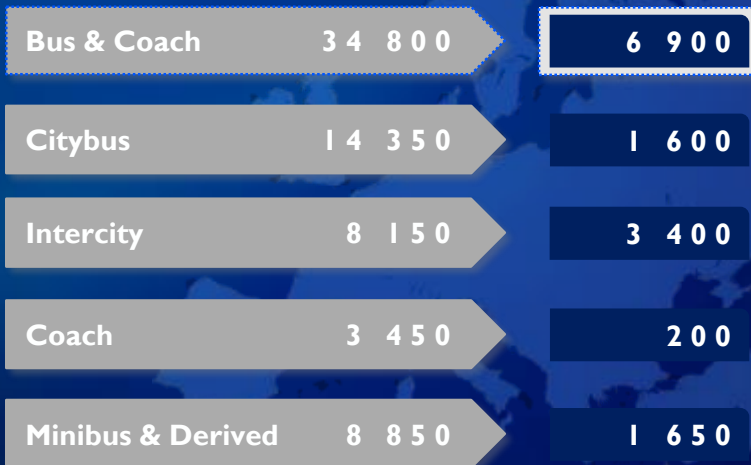 Bus & Coach 34 800 6 900
Citybus 14 350 1 600
Intercity 8 150 3 400
Coach 3 450 200
Minibus & Derived 8 850 1 650